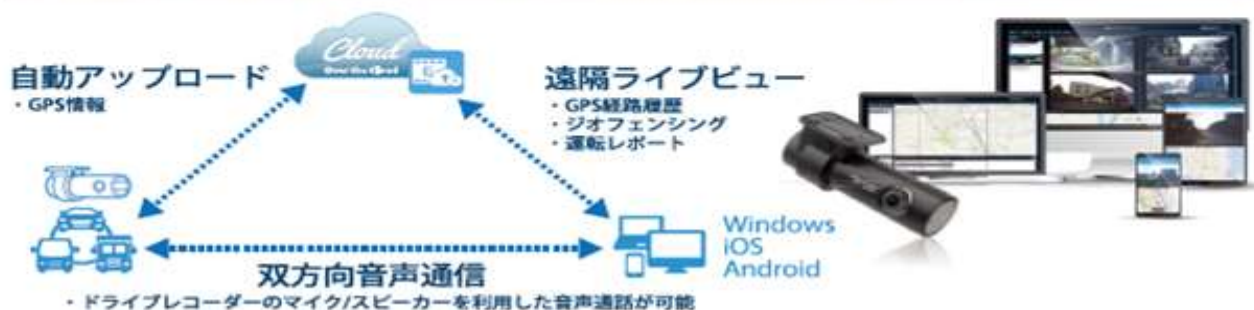 Cloud
Over the Cloud
自動アップロード
・GPS情報
遠隔ライブビュー
・GPS経路履歴
・ジオフェンシング
・運転レポート
Windows
iOS
Android
双方向音声通信
・ドライブレコーダーのマイク/スピーカーを利用した音声通話が可能